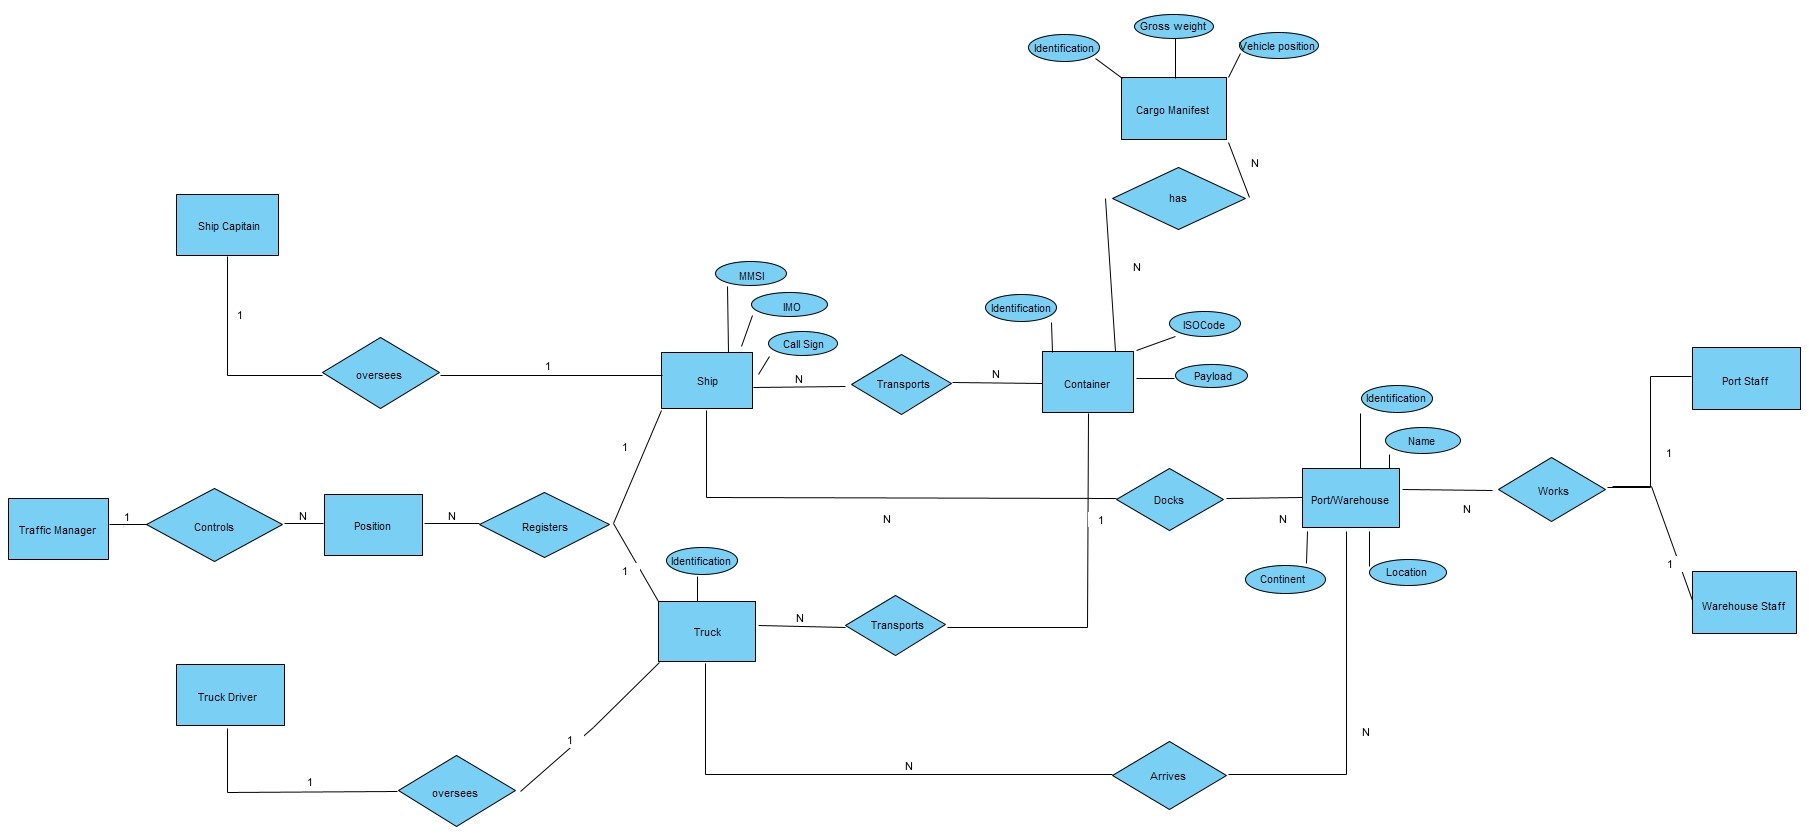 Gross weight
Identification
Vehicle position
Cargo Manifest
N
has
Ship Capitain
N
MMSI
IMO
Identification
1
ISOCode
Call Sign
oversees
1
Ship
N
Transports
N
Container
Payload
Port Staff
Identification
Name
1
1
Works
Port/Warehouse
N
Docks
Traffic Manager
1
Controls
N
Position
N
Registers
N
1
N
Identification
1
Continent
Location
1
Warehouse Staff
Truck
N
Transports
Truck Driver
N
1
N
Arrives
1
oversees